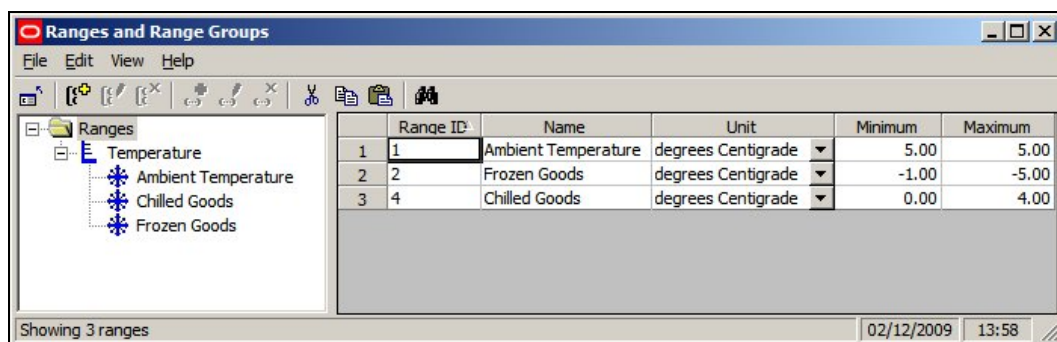 Ranges and Range Groups
File Edit View Help
Ranges
Temperature
Ambient Temperature
Chilled Goods
Frozen Goods
Range ID Name Unit Minimum Maximum
1 1 Ambient Temperature degrees Centigrade 5.00 5.00
2 2 Frozen Goods degrees Centigrade -1.00 -5.00
3 4 Chilled Goods degrees Centigrade 0.00 4.00
Showing 3 ranges 02/12/2009 13:58